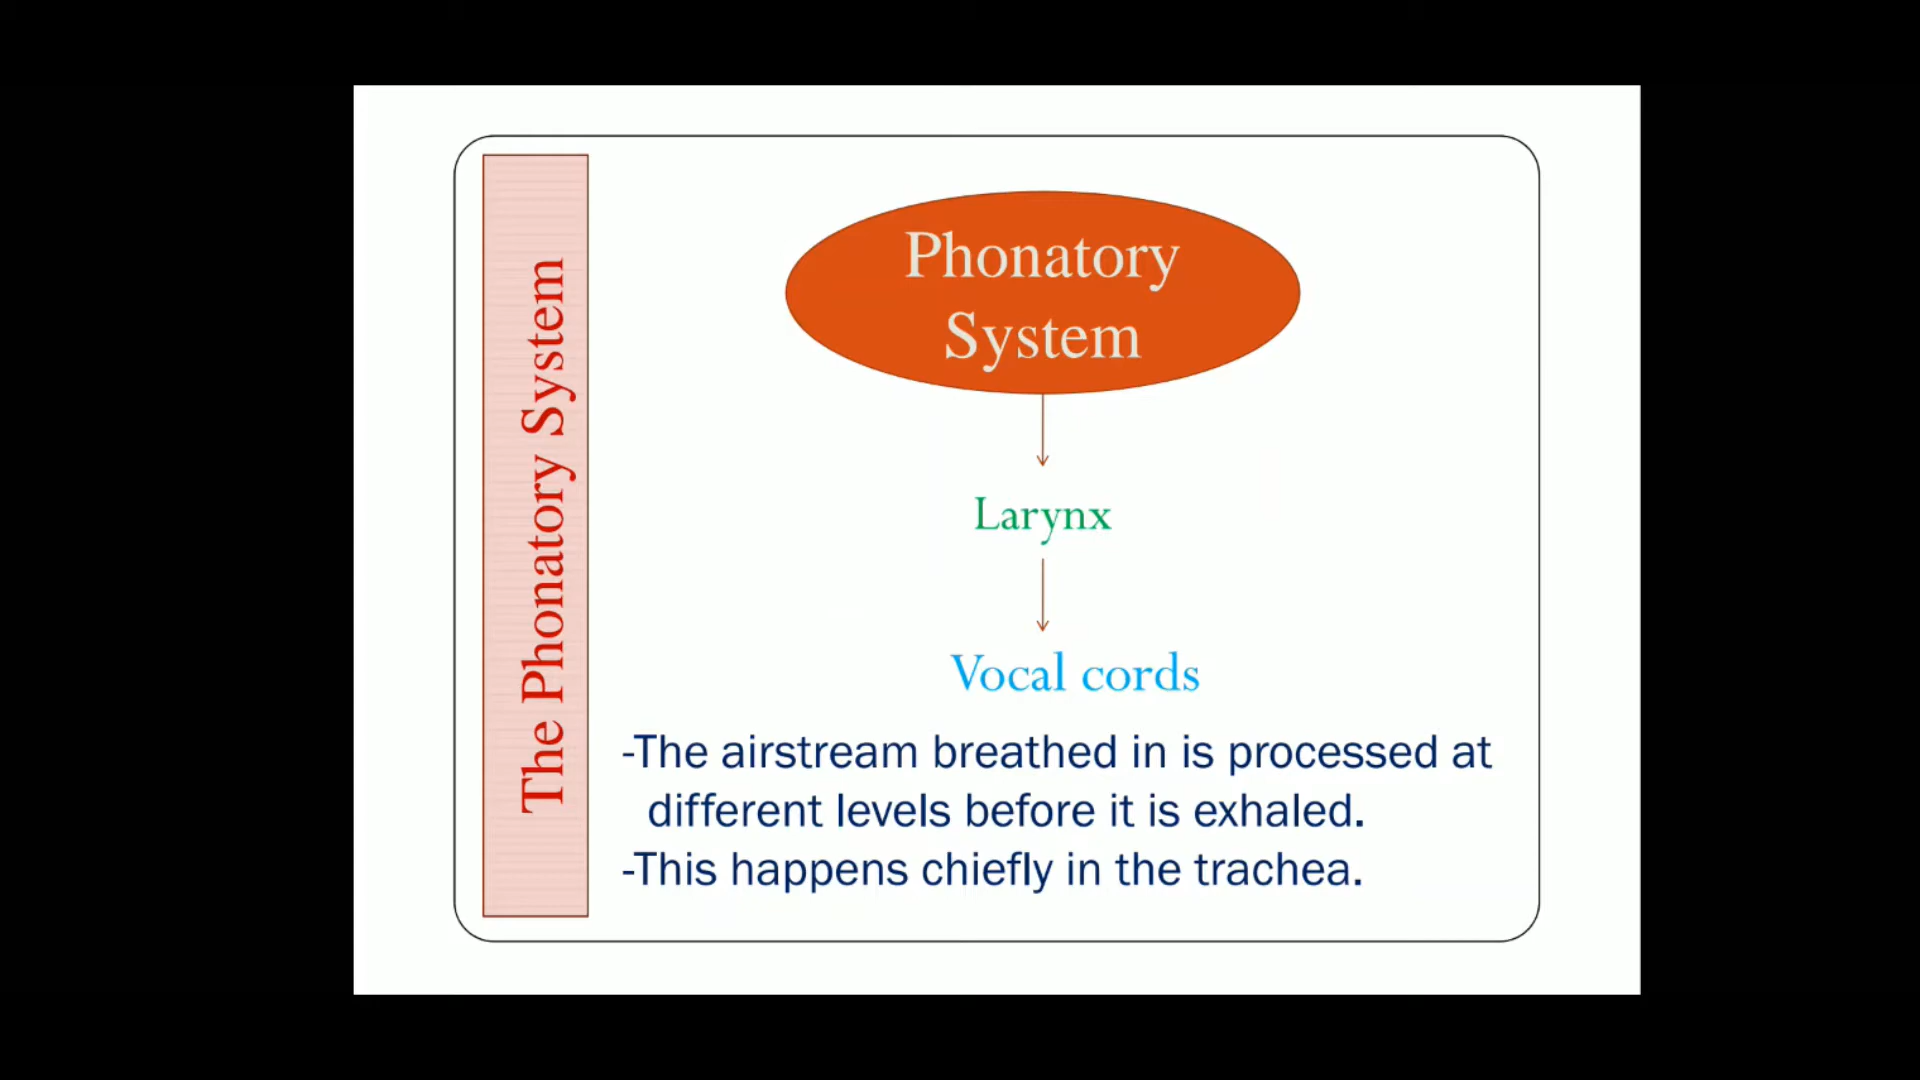 The Phonatory System
Phonatory
System
Larynx
Vocal cords
-The airstream breathed in is processed at
different levels before it is exhaled.
-This happens chiefly in the trachea.